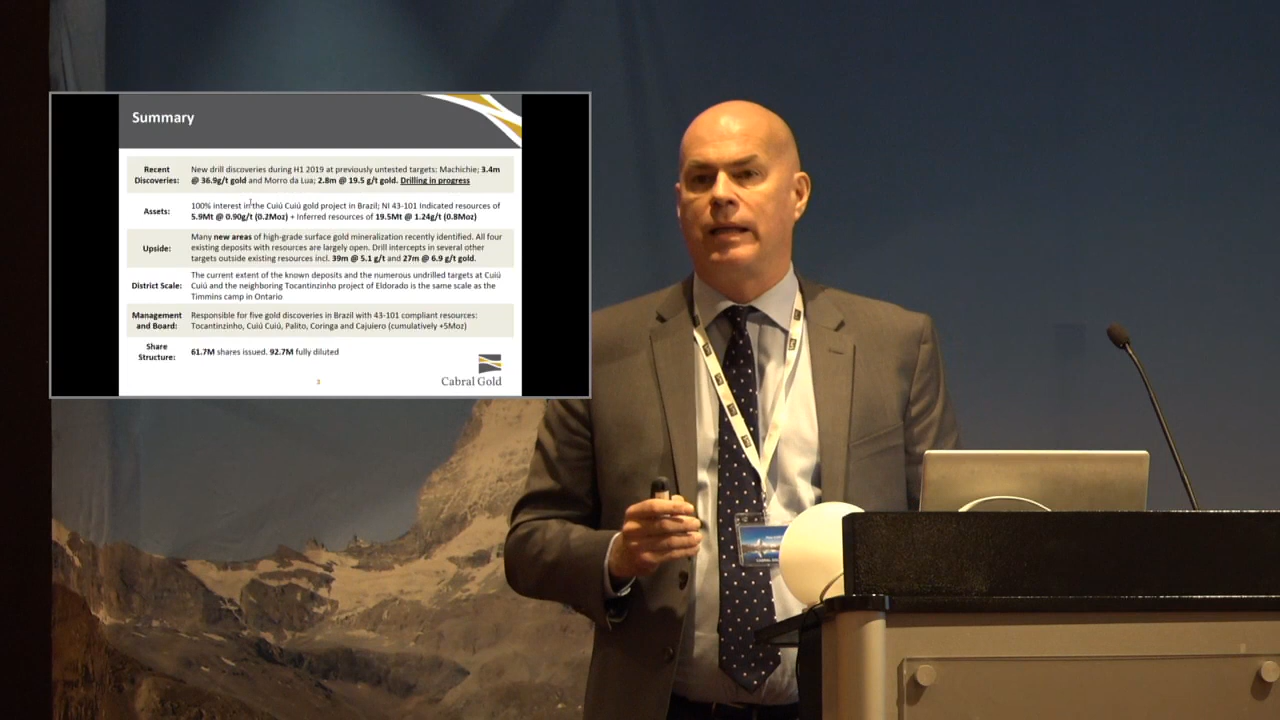 Summary
Recent
Discoveries:
New drill discoveries during H1 2019 at previously untested targets: Machichie; 3.4m
@ 36.9g/t gold and Morro da Lua; 2.8m @ 19.5 g/t gold. Drilling in progress
Assets:
100% interest in the Cuiú Cuiú gold project in Brazil; NI 43-101 Indicated resources of
5.9Mt @ 0.90g/t (0.2Moz) + Inferred resources of 19.5Mt @ 1.24g/t (0.8Moz)
Upside:
Many new areas of high-grade surface gold mineralization recently identified. All four
existing deposits with resources are largely open. Drill intercepts in several other
targets outside existing resources incl. 39m @ 5.1 g/t and 27m @ 6.9 g/t gold.
District Scale:
The current extent of the known deposits and the numerous undrilled targets at Cuiú
Cuiú and the neighboring Tocantinzinho project of Eldorado is the same scale as the
Timmins camp in Ontario
Management
and Board:
Responsible for five gold discoveries in Brazil with 43-101 compliant resources:
Tocantinzinho, Cuiú Cuiú, Palito, Coringa and Cajuiero (cumulatively +5Moz)
Share
Structure:
61.7M shares issued. 92.7M fully diluted
3
Cabral Gold